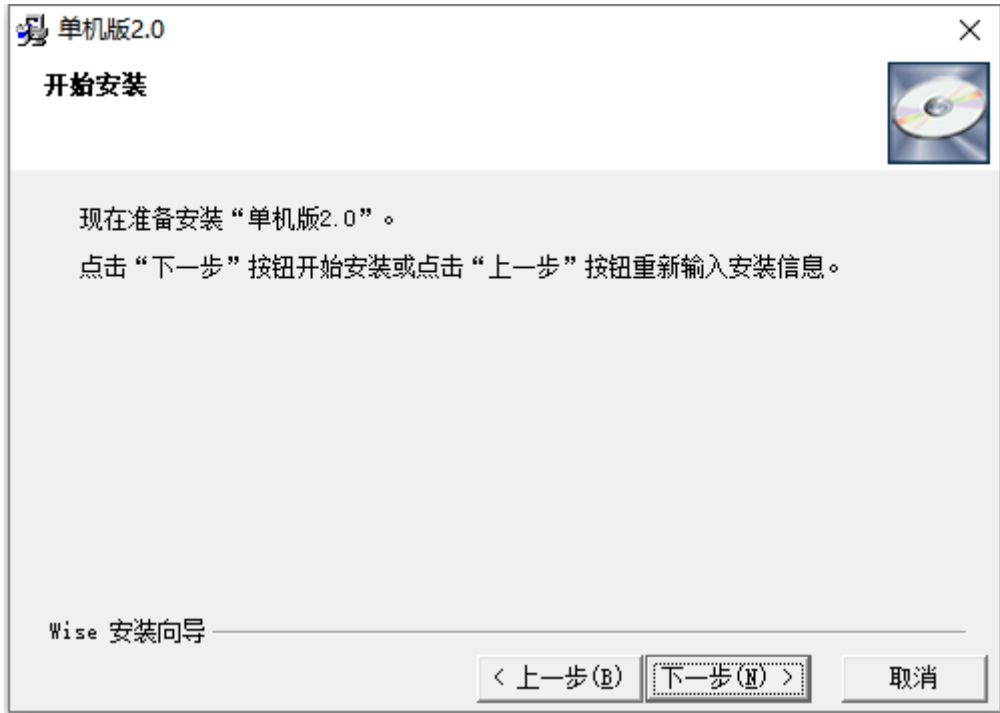 单机版2.0
开始安装
现在准备安装“单机版2.0”。
点击“下一步”按钮开始安装或点击“上一步”按钮重新输入安装信息。
Wise 安装向导
< 上一步(B) 下一步(N) > 取消